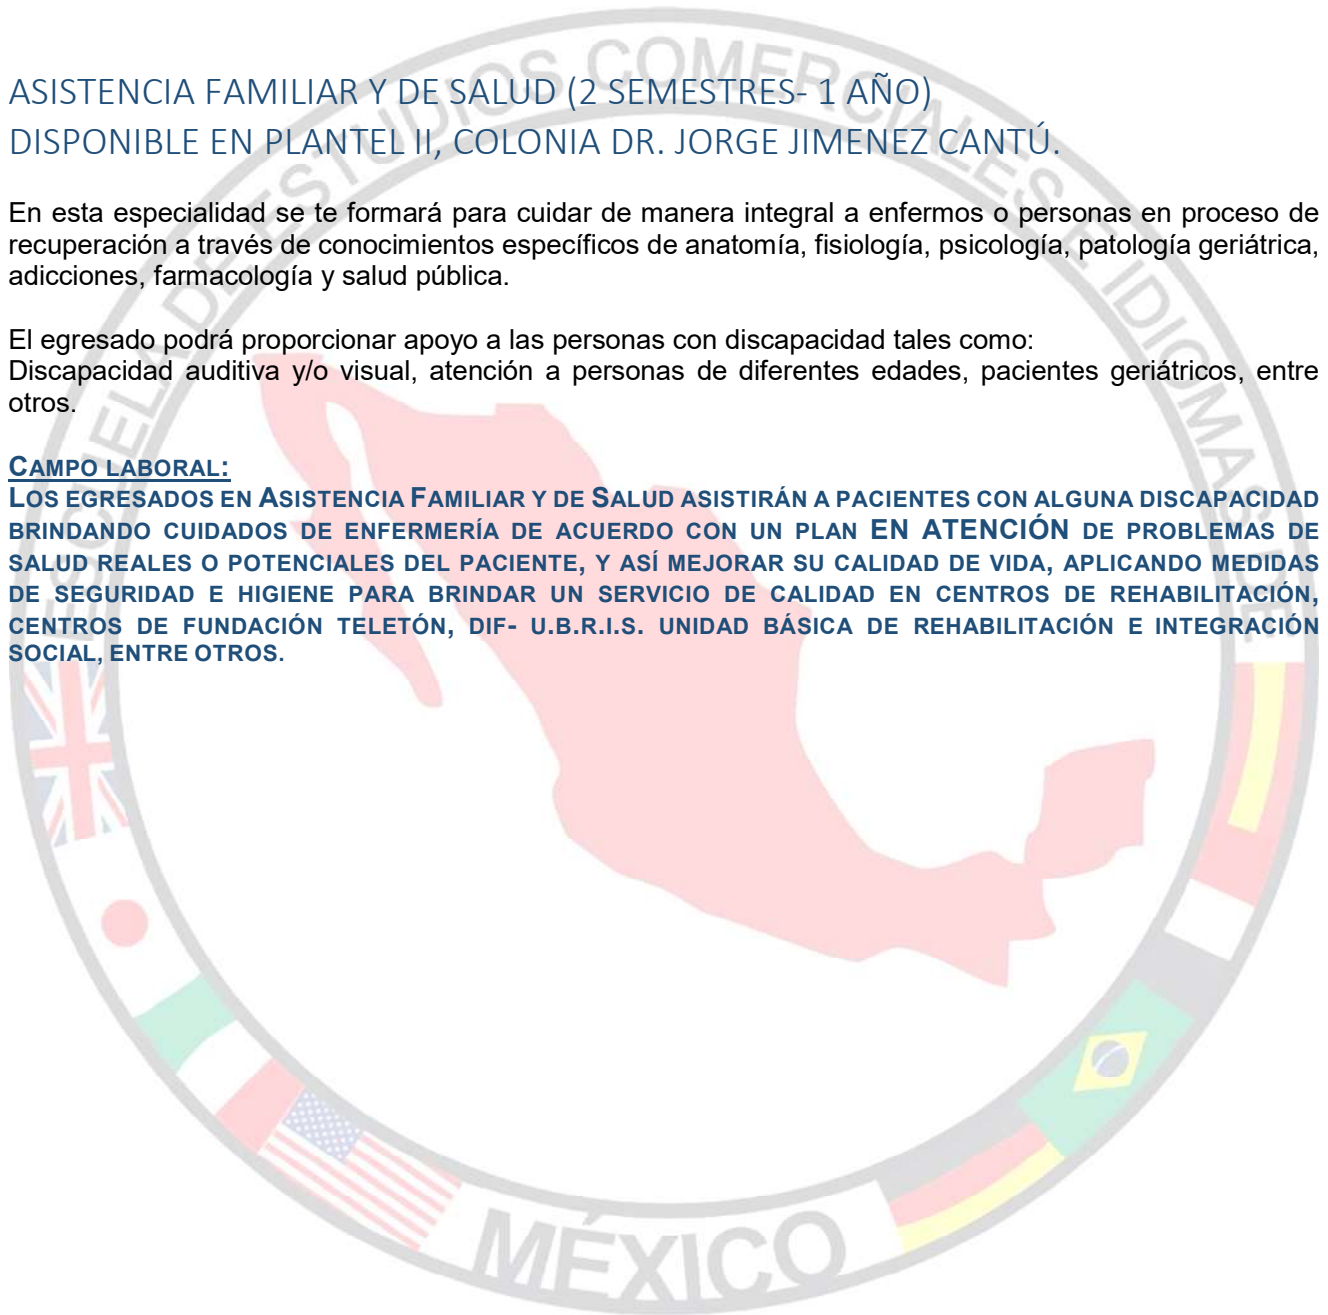 ASISTENCIA FAMILIAR Y DE SALUD (2 SEMESTRES- 1 AÑO)
DISPONIBLE EN PLANTEL II, COLONIA DR. JORGE JIMENEZ CANTÚ.
En esta especialidad se te formará para cuidar de manera integral a enfermos o personas en proceso de
recuperación a través de conocimientos específicos de anatomía, fisiología, psicología, patología geriátrica,
adicciones, farmacología y salud pública.
El egresado podrá proporcionar apoyo a las personas con discapacidad tales como:
Discapacidad auditiva y/o visual, atención a personas de diferentes edades, pacientes geriátricos, entre
otros.
CAMPO LABORAL:
LOS EGRESADOS EN ASISTENCIA FAMILIAR Y DE SALUD ASISTIRÁN A PACIENTES CON ALGUNA DISCAPACIDAD
BRINDANDO CUIDADOS DE ENFERMERÍA DE ACUERDO CON UN PLAN EN ATENCIÓN DE PROBLEMAS DE
SALUD REALES O POTENCIALES DEL PACIENTE, Y ASÍ MEJORAR SU CALIDAD DE VIDA, APLICANDO MEDIDAS
DE SEGURIDAD E HIGIENE PARA BRINDAR UN SERVICIO DE CALIDAD EN CENTROS DE REHABILITACIÓN,
CENTROS DE FUNDACIÓN TELETÓN, DIF- U.B.R.I.S. UNIDAD BÁSICA DE REHABILITACIÓN E INTEGRACIÓN
SOCIAL, ENTRE OTROS.
ESCUELA DE ESTUDIOS COMERCIALES E IDIOMAS DE
MÉXICO